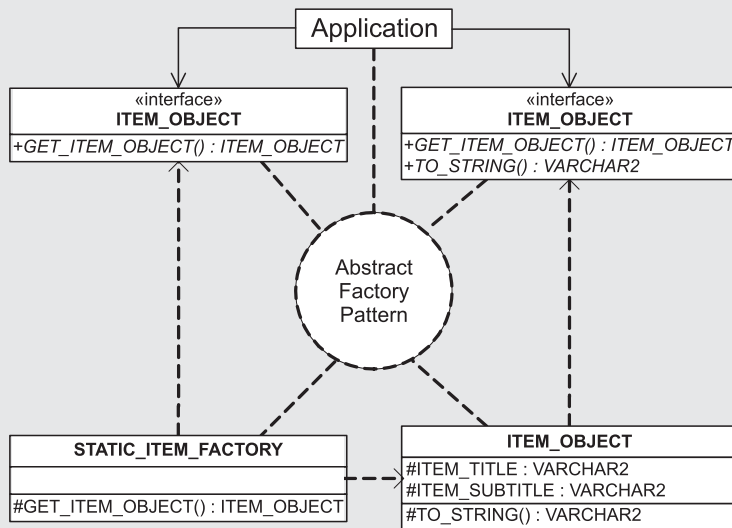 Application
«interface»
ITEM_OBJECT
+GET_ITEM_OBJECT() : ITEM_OBJECT
«interface»
ITEM_OBJECT
+GET_ITEM_OBJECT() : ITEM_OBJECT
+TO_STRING() : VARCHAR2
Abstract
Factory
Pattern
STATIC_ITEM_FACTORY
#GET_ITEM_OBJECT() : ITEM_OBJECT
ITEM_OBJECT
#ITEM_TITLE : VARCHAR2
#ITEM_SUBTITLE : VARCHAR2
#TO_STRING() : VARCHAR2